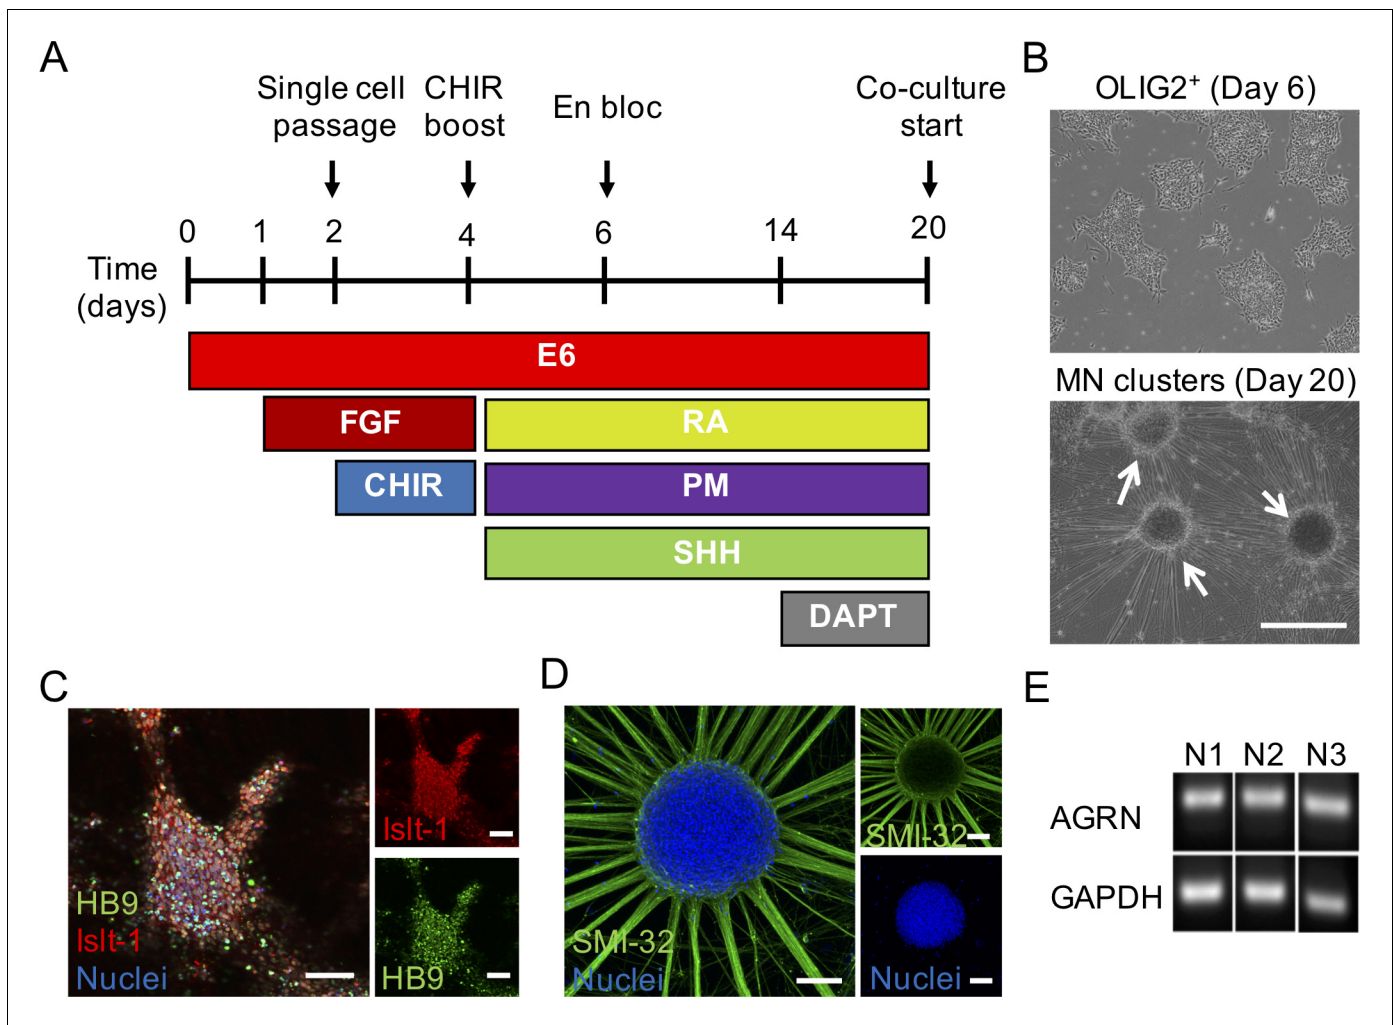 A
Single cell
passage
CHIR
boost
En bloc
Co-culture
start
0 1 2 4 6 14 20
Time
(days)
E6
FGF
RA
CHIR
PM
SHH
DAPT
B
OLIG2⁺ (Day 6)
MN clusters (Day 20)
C
HB9
Islt-1
Nuclei
Islt-1
HB9
D
SMI-32
Nuclei
SMI-32
Nuclei
E
N1 N2 N3
AGRN
GAPDH